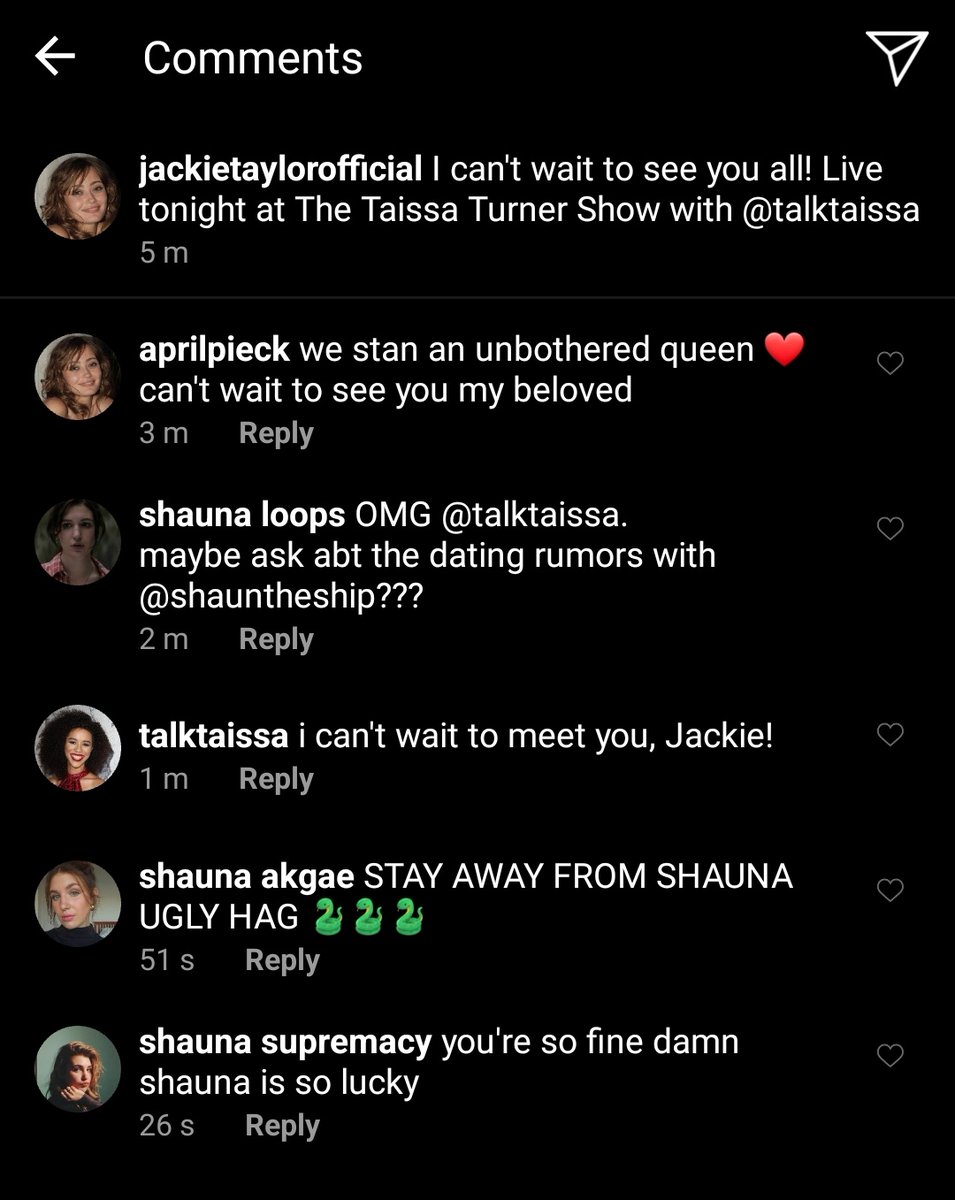 Comments
jackietaylorofficial I can't wait to see you all! Live
tonight at The Taissa Turner Show with @talktaissa
5 m
aprilpieck we stan an unbothered queen ❤️
can't wait to see you my beloved
3 m Reply
shauna loops OMG @talktaissa.
maybe ask abt the dating rumors with
@shauntheship???
2 m Reply
talktaissa i can't wait to meet you, Jackie!
1 m Reply
shauna akgae STAY AWAY FROM SHAUNA
UGLY HAG 🐍🐍🐍
51 s Reply
shauna supremacy you're so fine damn
shauna is so lucky
26 s Reply